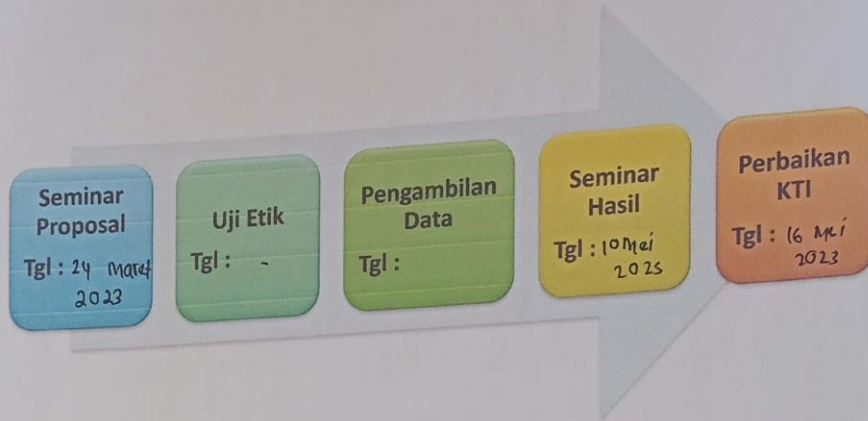 Seminar
Proposal
Tgl : 24 Maret
2023
Uji Etik
Tgl : -
Pengambilan
Data
Tgl :
Seminar
Hasil
Tgl : 10 Mei
2025
Perbaikan
KTI
Tgl : 16 Mei
2023